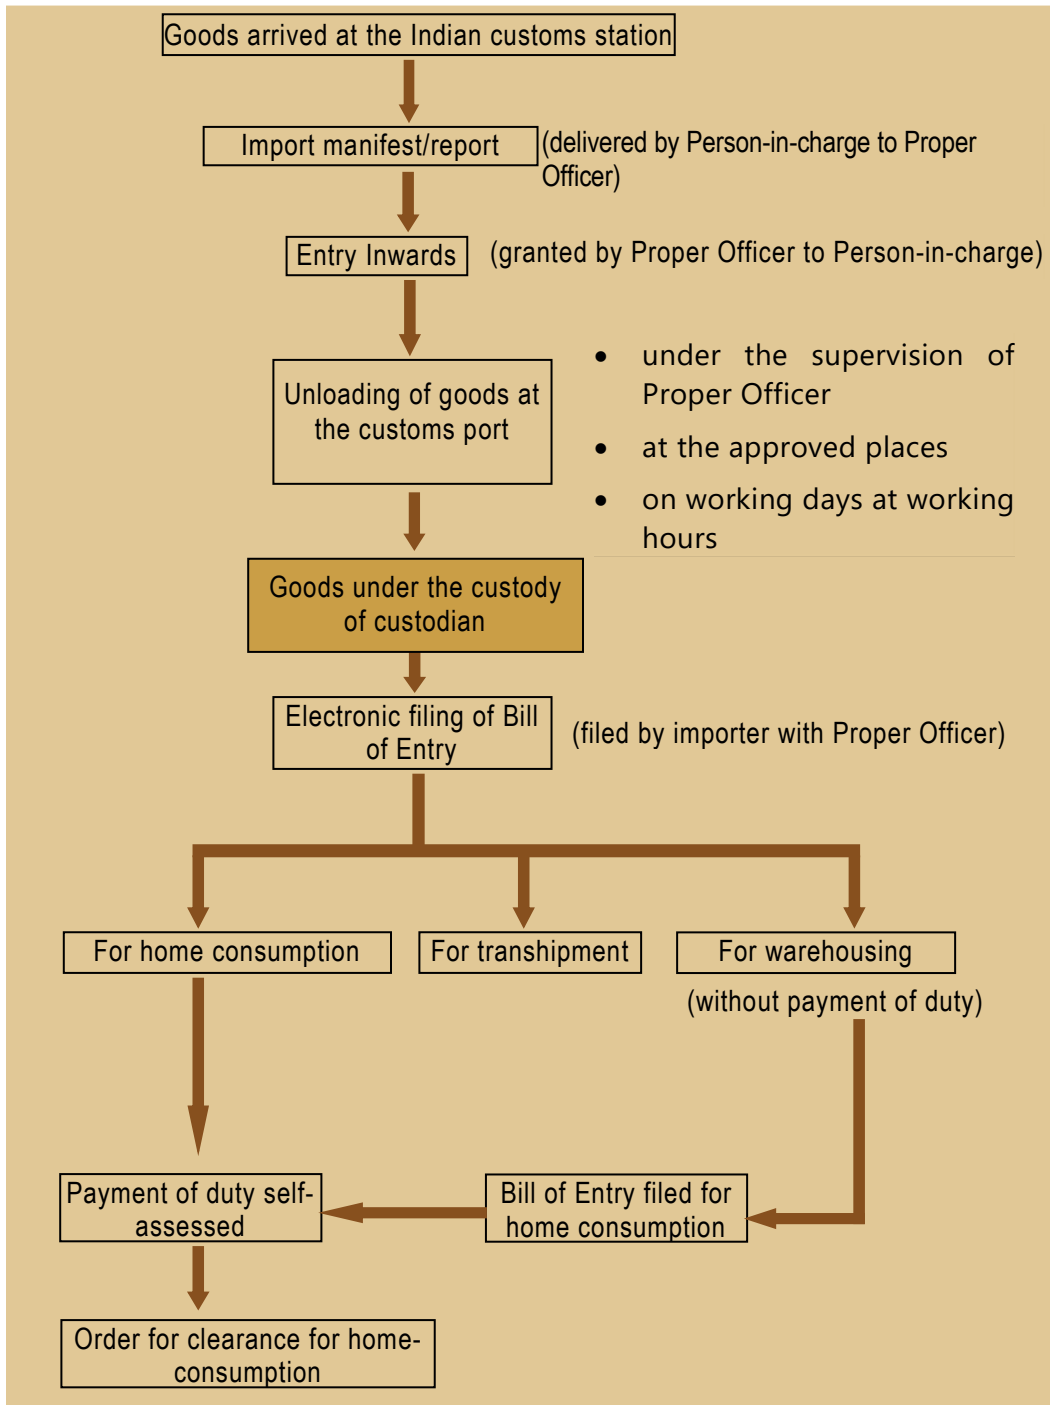 Goods arrived at the Indian customs station
Import manifest/report
(delivered by Person-in-charge to Proper
Officer)
Entry Inwards
(granted by Proper Officer to Person-in-charge)
Unloading of goods at
the customs port
• under the supervision of
Proper Officer
• at the approved places
• on working days at working
hours
Goods under the custody
of custodian
Electronic filing of Bill
of Entry
(filed by importer with Proper Officer)
For home consumption
For transhipment
For warehousing
(without payment of duty)
Payment of duty self-
assessed
Bill of Entry filed for
home consumption
Order for clearance for home-
consumption